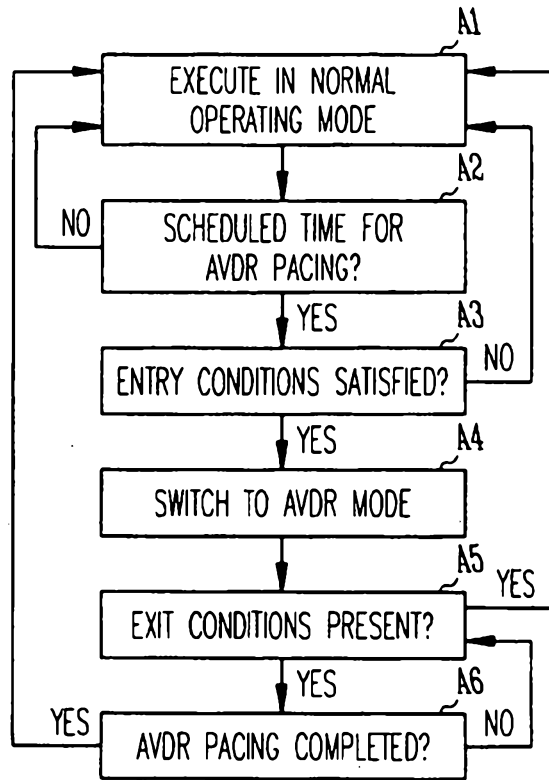 A1
EXECUTE IN NORMAL
OPERATING MODE
A2
NO
SCHEDULED TIME FOR
AVDR PACING?
YES
A3
ENTRY CONDITIONS SATISFIED?
NO
YES
A4
SWITCH TO AVDR MODE
A5
EXIT CONDITIONS PRESENT?
YES
YES
A6
YES
AVDR PACING COMPLETED?
NO